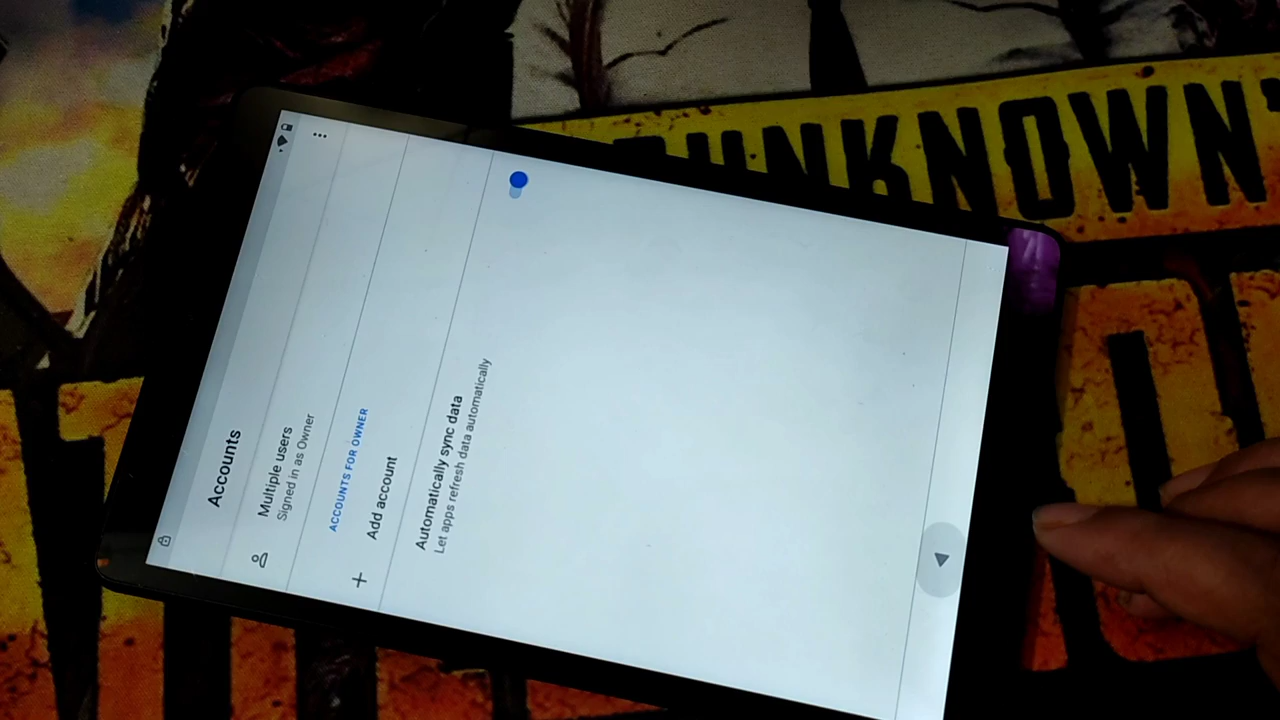 Accounts
Multiple users
Signed in as Owner
ACCOUNTS FOR OWNER
Add account
Automatically sync data
Let apps refresh data automatically
UNKNOWN'